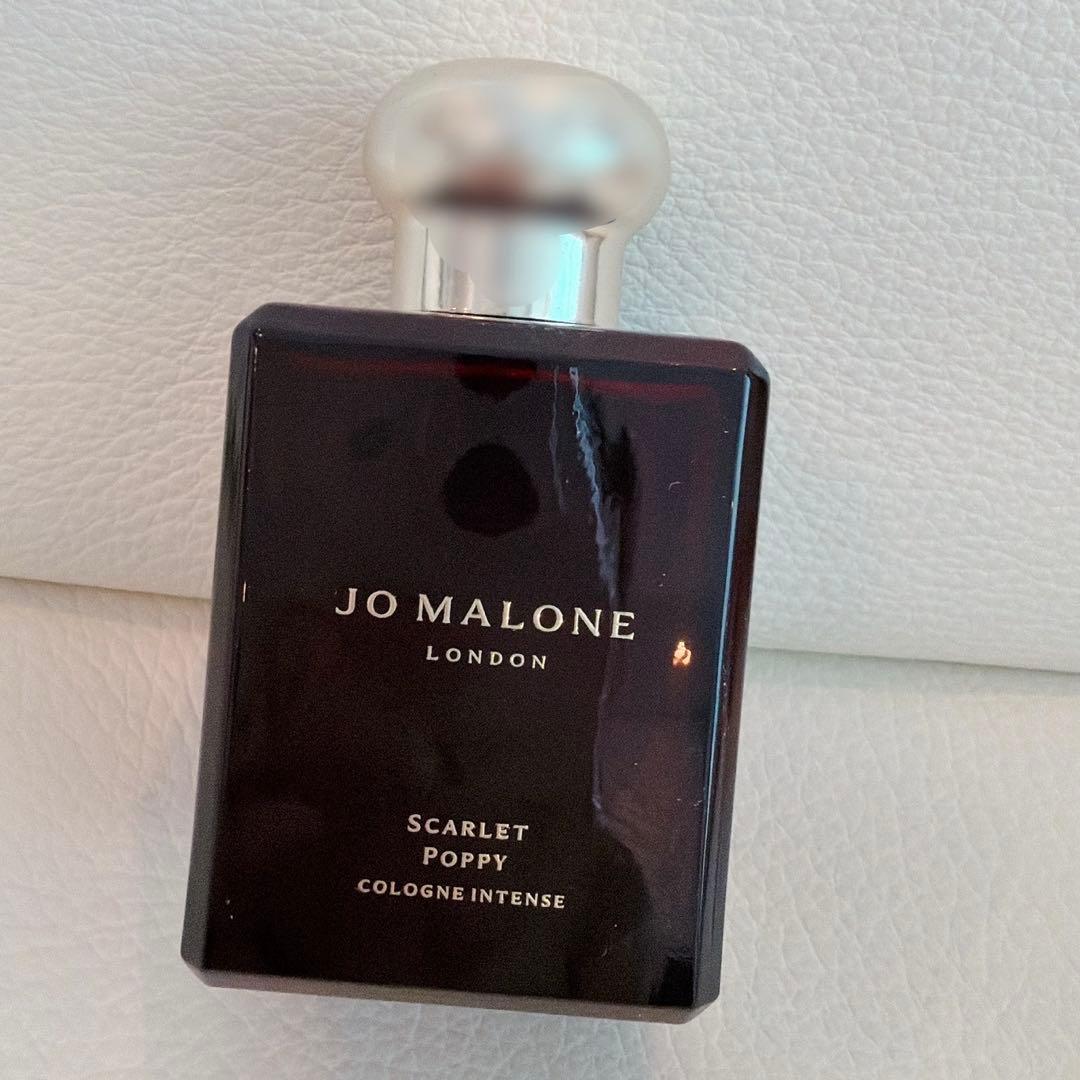 JO MALONE
LONDON
SCARLET
POPPY
COLOGNE INTENSE